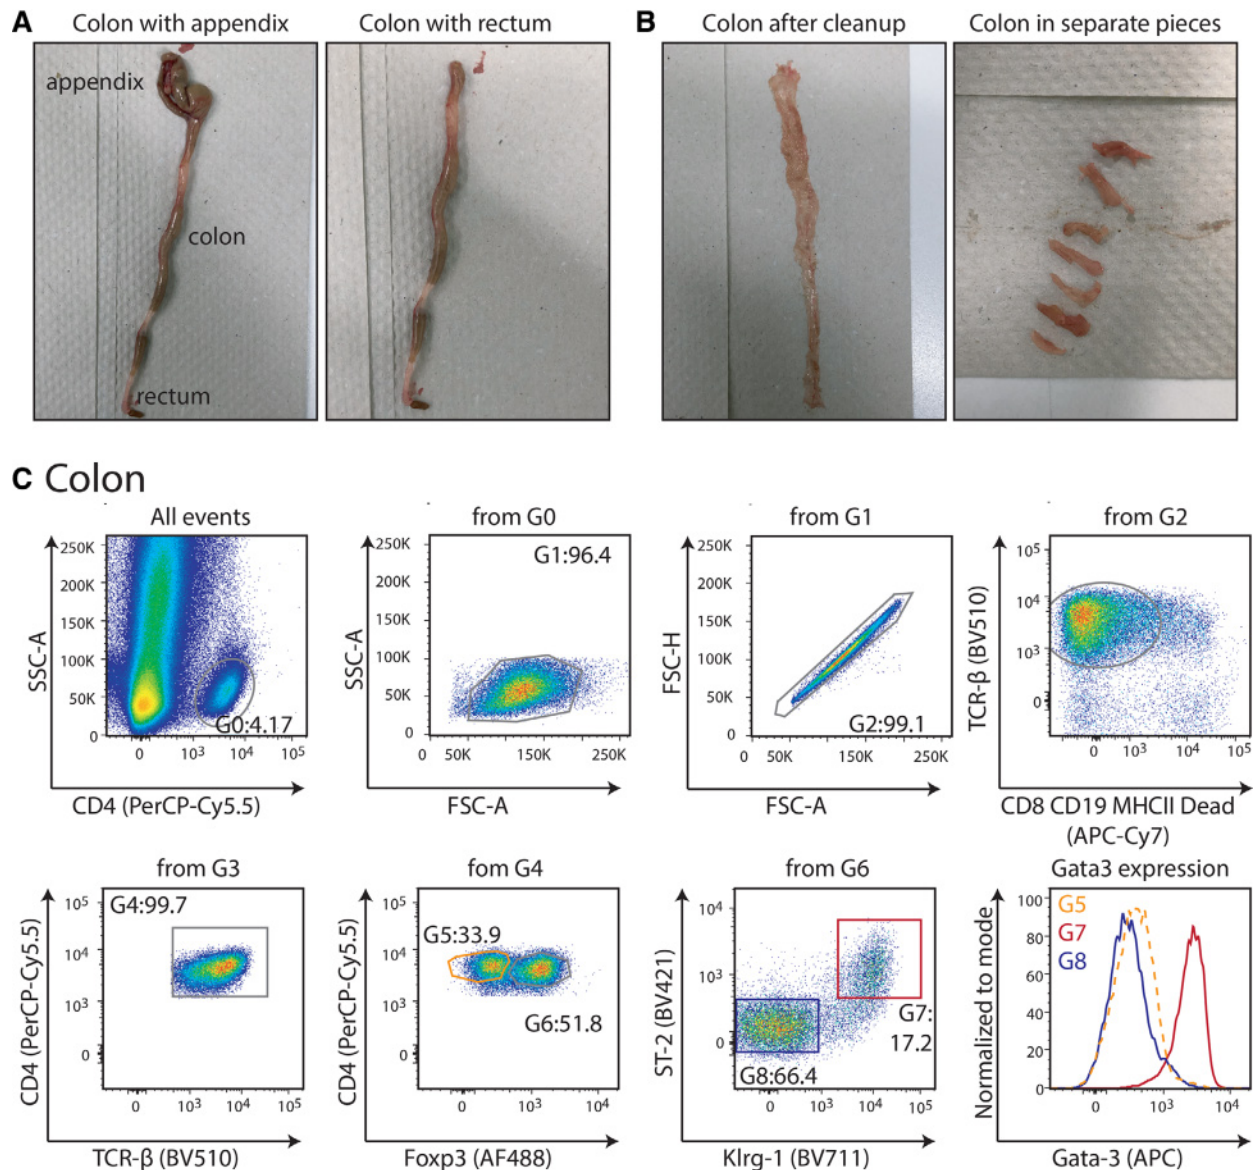 A Colon with appendix Colon with rectum
appendix
colon
rectum
B Colon after cleanup Colon in separate pieces
C Colon
All events
250K
200K
150K
100K
50K
0
SSC-A
G0:4.17
0 10³ 10⁴ 10⁵
CD4 (PerCP-Cy5.5)
from G0
250K
200K
150K
100K
50K
0
SSC-A
G1:96.4
50K 150K 250K
FSC-A
from G1
250K
200K
150K
100K
50K
0
FSC-H
G2:99.1
50K 150K 250K
FSC-A
from G2
10⁵
10⁴
10³
0
TCR-β (BV510)
0 10³ 10⁴ 10⁵
CD8 CD19 MHCII Dead
(APC-Cy7)
from G3
G4:99.7
10⁵
10⁴
10³
0
CD4 (PerCP-Cy5.5)
0 10³ 10⁴ 10⁵
TCR-β (BV510)
fom G4
10⁵
10⁴
10³
0
CD4 (PerCP-Cy5.5)
G5:33.9
G6:51.8
0 10³ 10⁴
Foxp3 (AF488)
from G6
10⁴
10³
0
ST-2 (BV421)
G7:
17.2
G8:66.4
0 10³ 10⁴ 10⁵
Klrg-1 (BV711)
Gata3 expression
100
80
60
40
20
0
Normalized to mode
G5
G7
G8
0 10³ 10⁴
Gata-3 (APC)